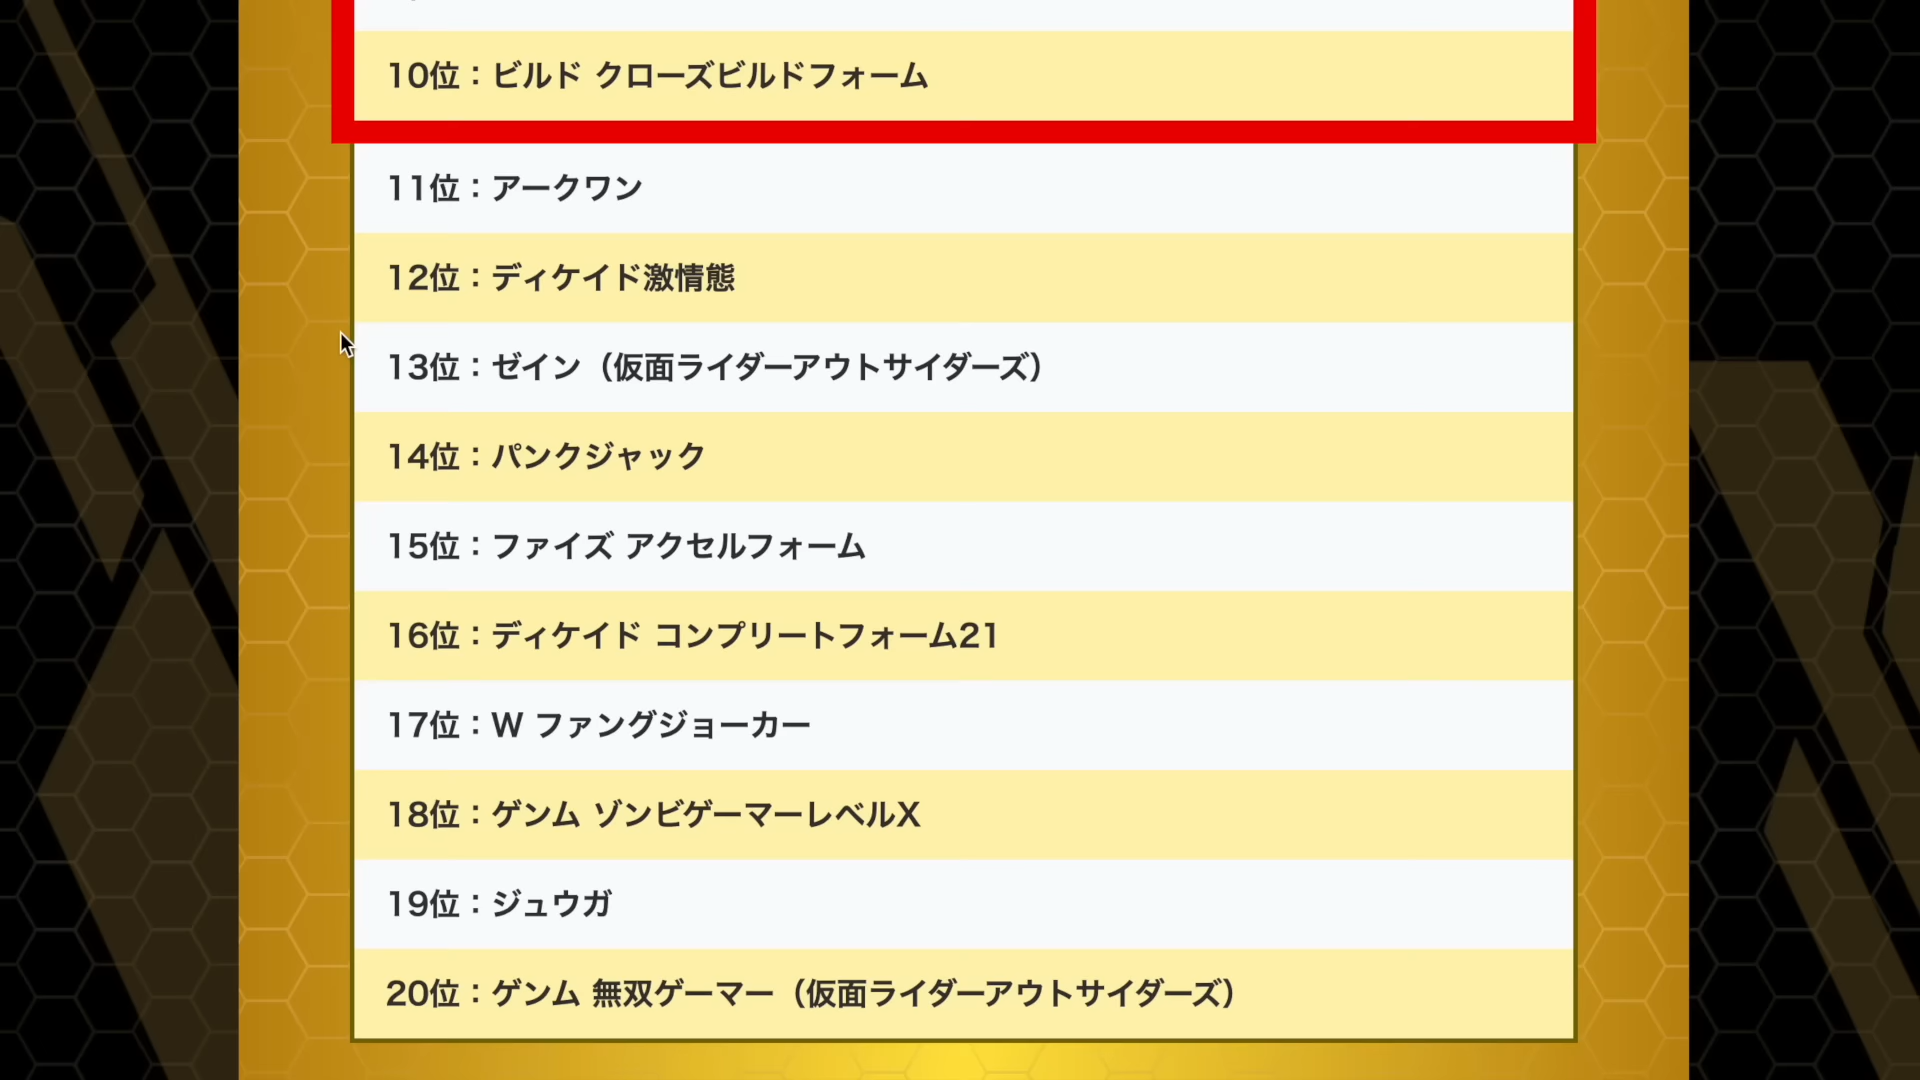 10位：ビルド クローズビルドフォーム
11位：アークワン
12位：ディケイド激情態
13位：ゼイン（仮面ライダーアウトサイダーズ）
14位：パンクジャック
15位：ファイズ アクセルフォーム
16位：ディケイド コンプリートフォーム21
17位：W ファングジョーカー
18位：ゲンム ゾンビゲーマーレベルX
19位：ジュウガ
20位：ゲンム 無双ゲーマー（仮面ライダーアウトサイダーズ）